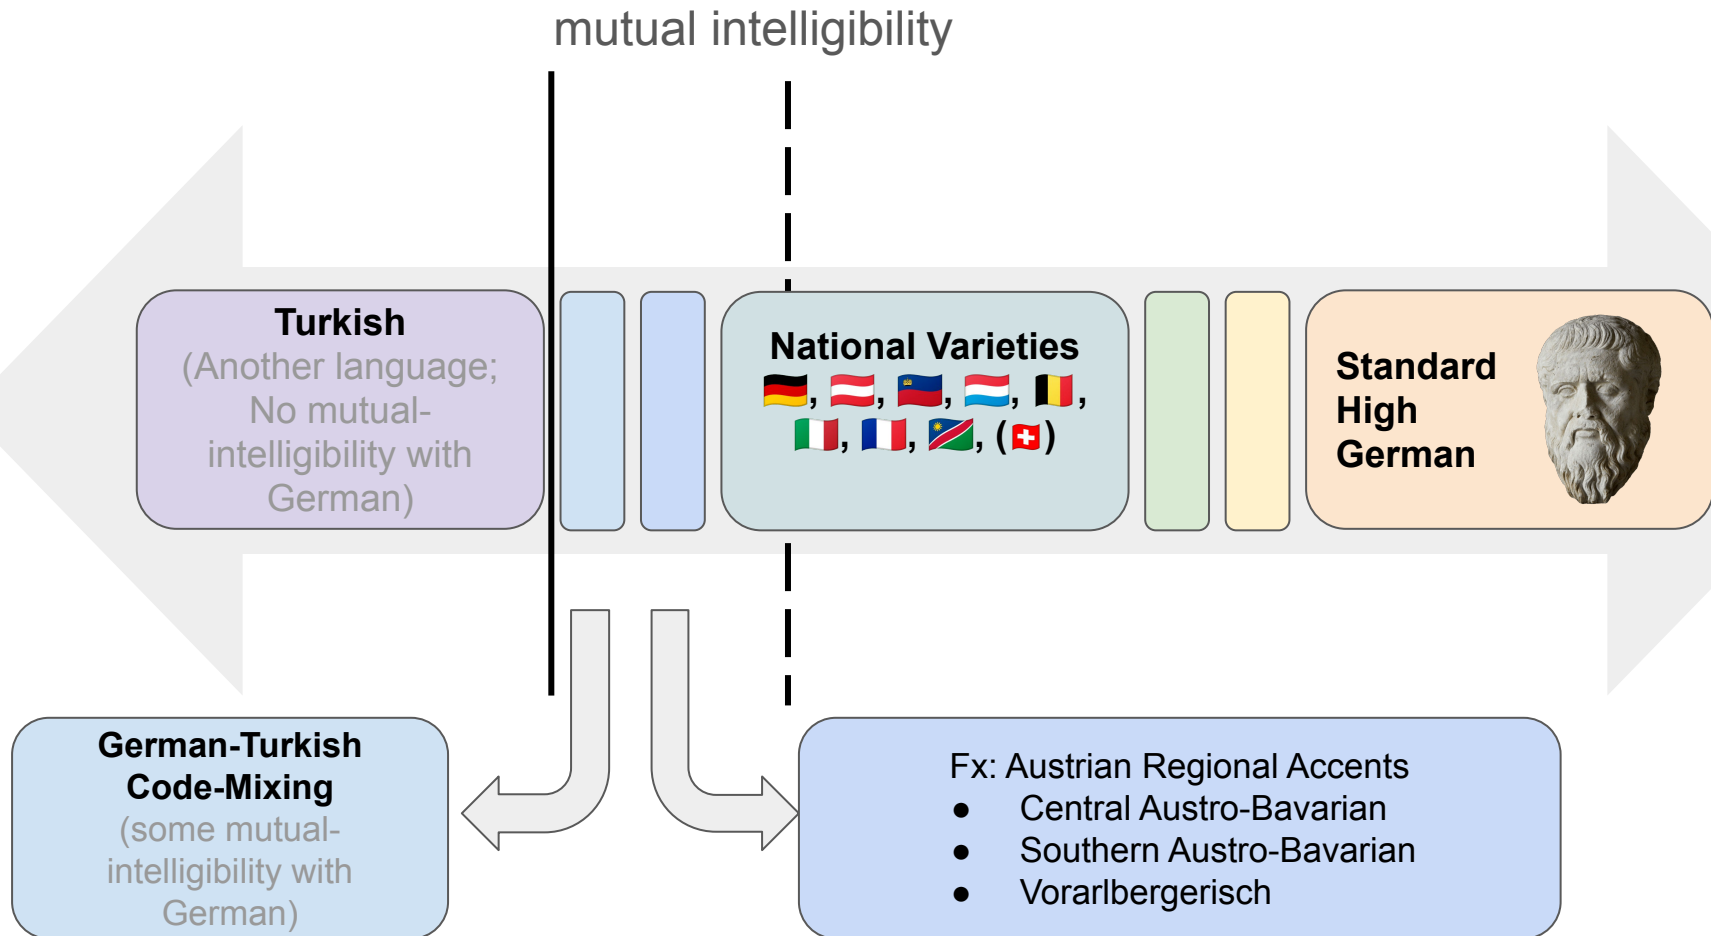 mutual intelligibility
Turkish
(Another language;
No mutual-
intelligibility with
German)
National Varieties
🇩🇪, 🇦🇹, 🇱🇮, 🇱🇺, 🇧🇪,
🇮🇹, 🇫🇷, 🇳🇦, (🇨🇭)
Standard
High
German
German-Turkish
Code-Mixing
(some mutual-
intelligibility with
German)
Fx: Austrian Regional Accents
● Central Austro-Bavarian
● Southern Austro-Bavarian
● Vorarlbergerisch